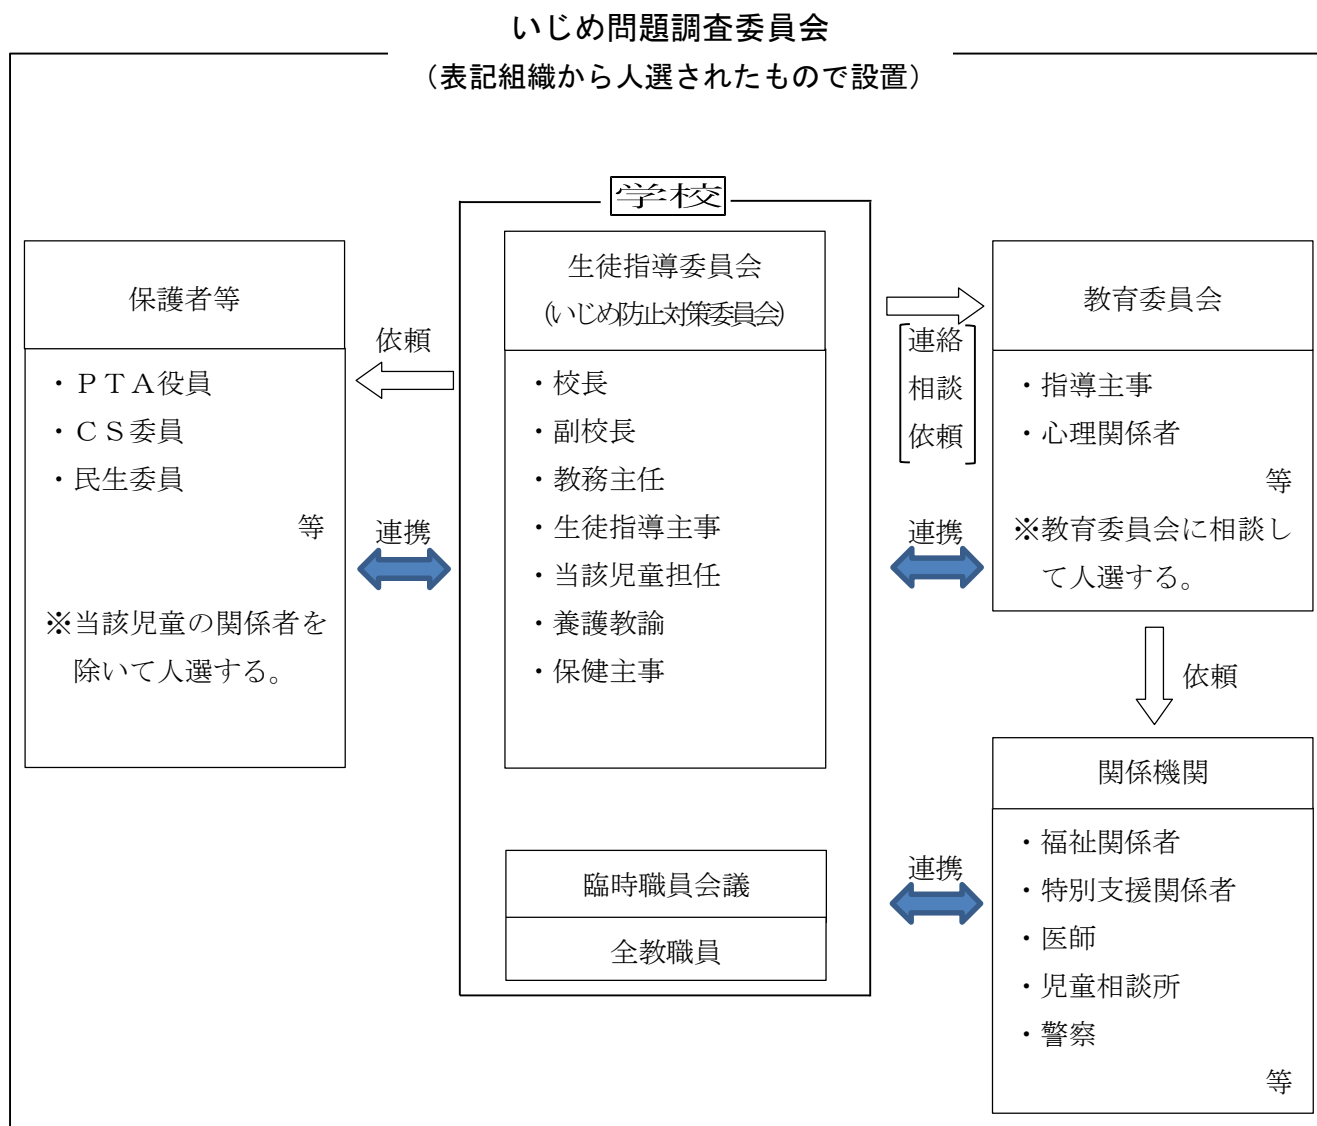 いじめ問題調査委員会
（表記組織から人選されたもので設置）
学校
保護者等
・ＰＴＡ役員
・ＣＳ委員
・民生委員
等
※当該児童の関係者を
除いて人選する。
依頼
連携
生徒指導委員会
(いじめ防止対策委員会)
・校長
・副校長
・教務主任
・生徒指導主事
・当該児童担任
・養護教諭
・保健主事
臨時職員会議
全教職員
連絡
相談
依頼
連携
連携
教育委員会
・指導主事
・心理関係者
等
※教育委員会に相談し
て人選する。
依頼
関係機関
・福祉関係者
・特別支援関係者
・医師
・児童相談所
・警察
等